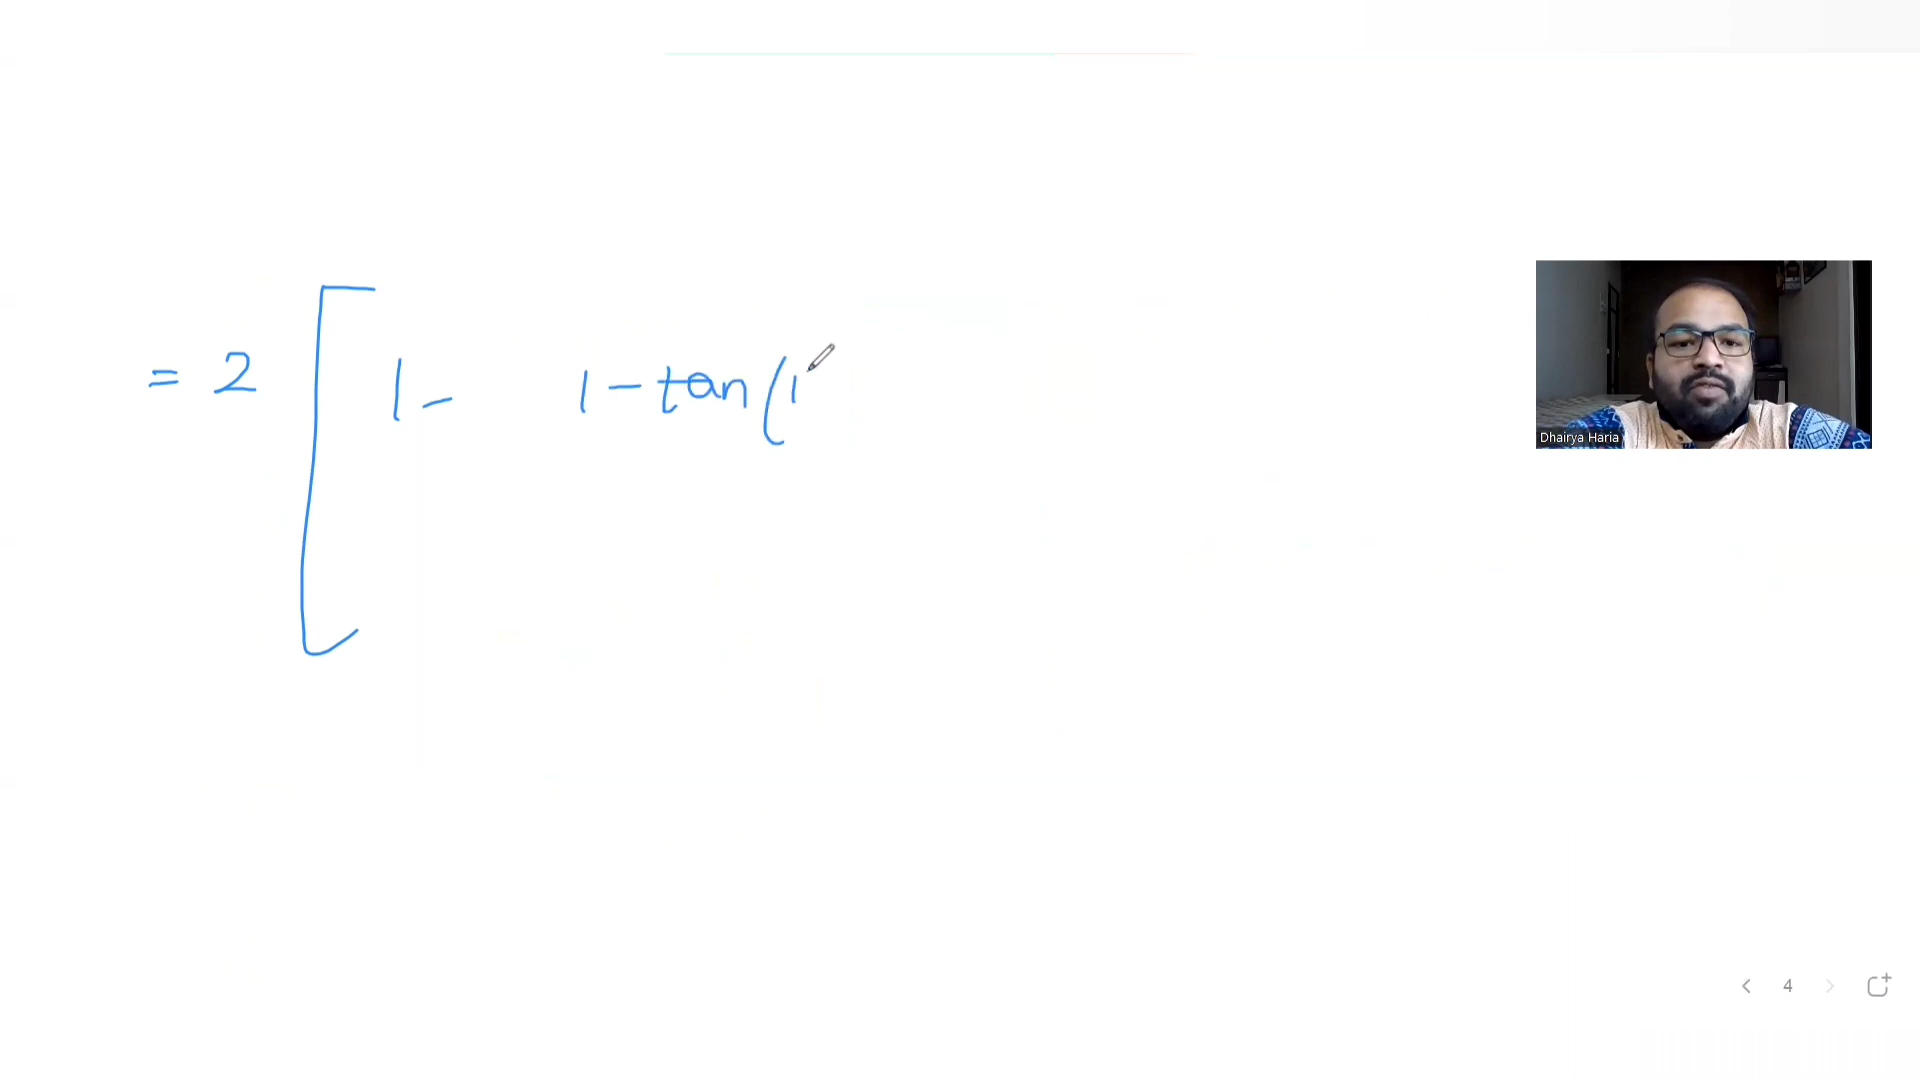 = 2 [ 1 - 1 - tan(1
Dhairya Haria
4